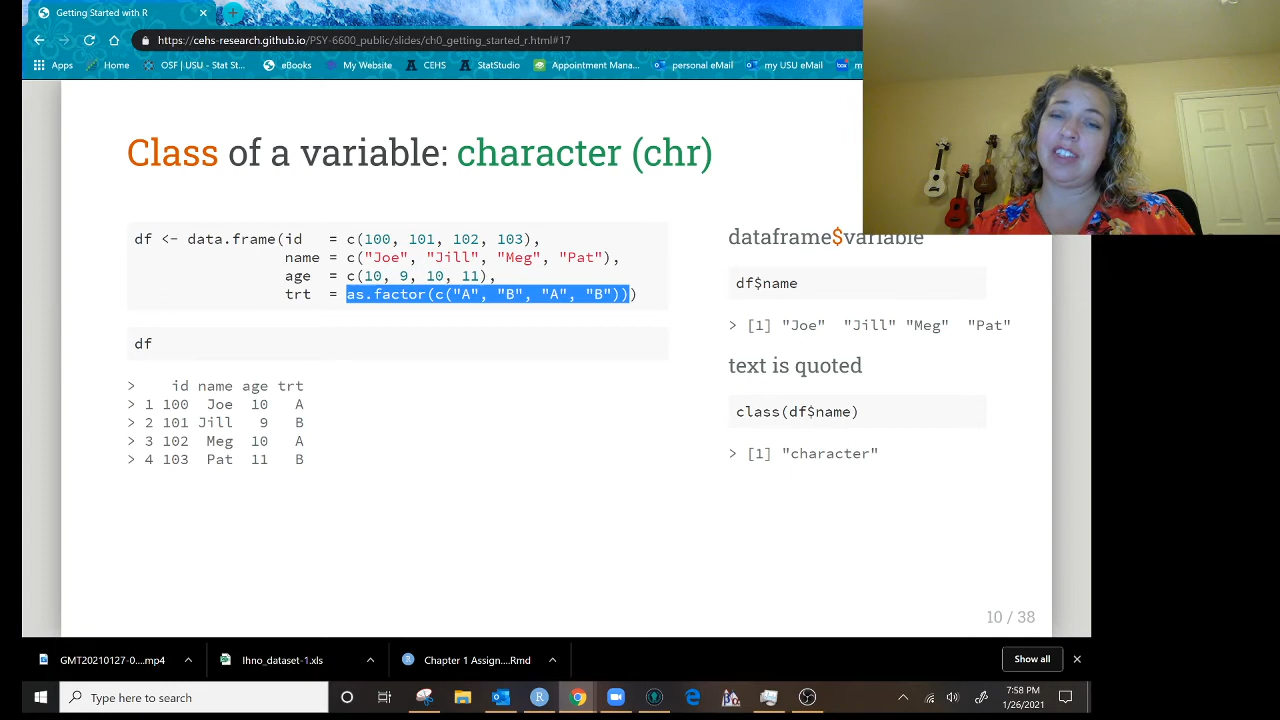 Getting Started with R
https://cehs-research.github.io/PSY-6600_public/slides/ch0_getting_started_r.html#17
Apps Home OSF | USU - Stat St... eBooks My Website CEHS StatStudio Appointment Mana... personal eMail my USU eMail box m
Class of a variable: character (chr)
df <- data.frame(id = c(100, 101, 102, 103),
name = c("Joe", "Jill", "Meg", "Pat"),
age = c(10, 9, 10, 11),
trt = as.factor(c("A", "B", "A", "B")))
df
> id name age trt
> 1 100 Joe 10 A
> 2 101 Jill 9 B
> 3 102 Meg 10 A
> 4 103 Pat 11 B
dataframe$variable
df$name
> [1] "Joe" "Jill" "Meg" "Pat"
text is quoted
class(df$name)
> [1] "character"
10 / 38
GMT20210127-0....mp4 Ihno_dataset-1.xls Chapter 1 Assign....Rmd Show all
Type here to search
7:58 PM
1/26/2021